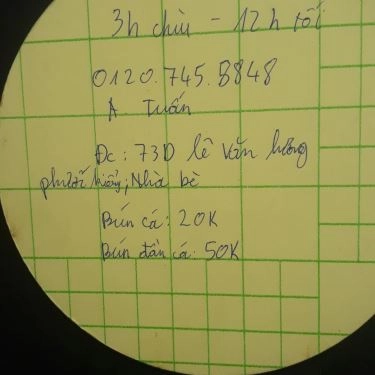 3h chiù - 12h tối
0120.745.8848
A. Tuấn
Đc: 73D lê văn lương
phước kiểng, Nhà bè
Bún cá: 20K
Bún đầu cá: 50K